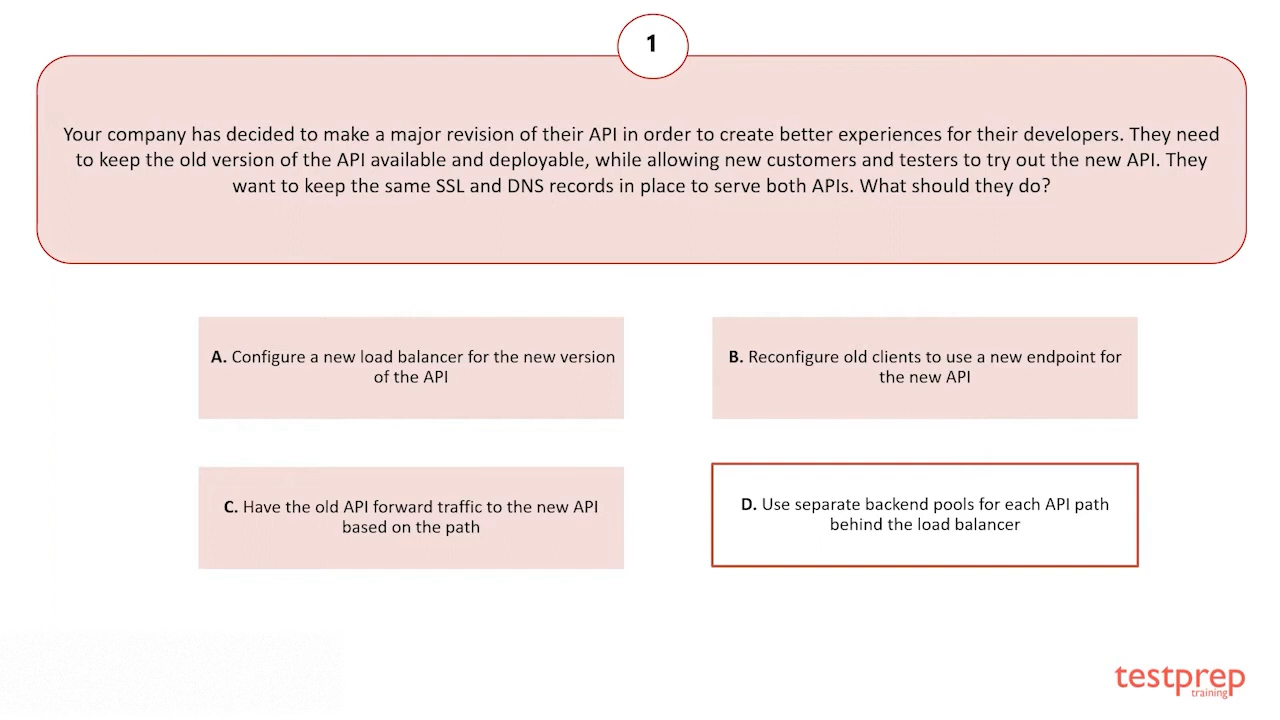 1
Your company has decided to make a major revision of their API in order to create better experiences for their developers. They need
to keep the old version of the API available and deployable, while allowing new customers and testers to try out the new API. They
want to keep the same SSL and DNS records in place to serve both APIs. What should they do?
A. Configure a new load balancer for the new version
of the API
B. Reconfigure old clients to use a new endpoint for
the new API
C. Have the old API forward traffic to the new API
based on the path
D. Use separate backend pools for each API path
behind the load balancer
testprep
training